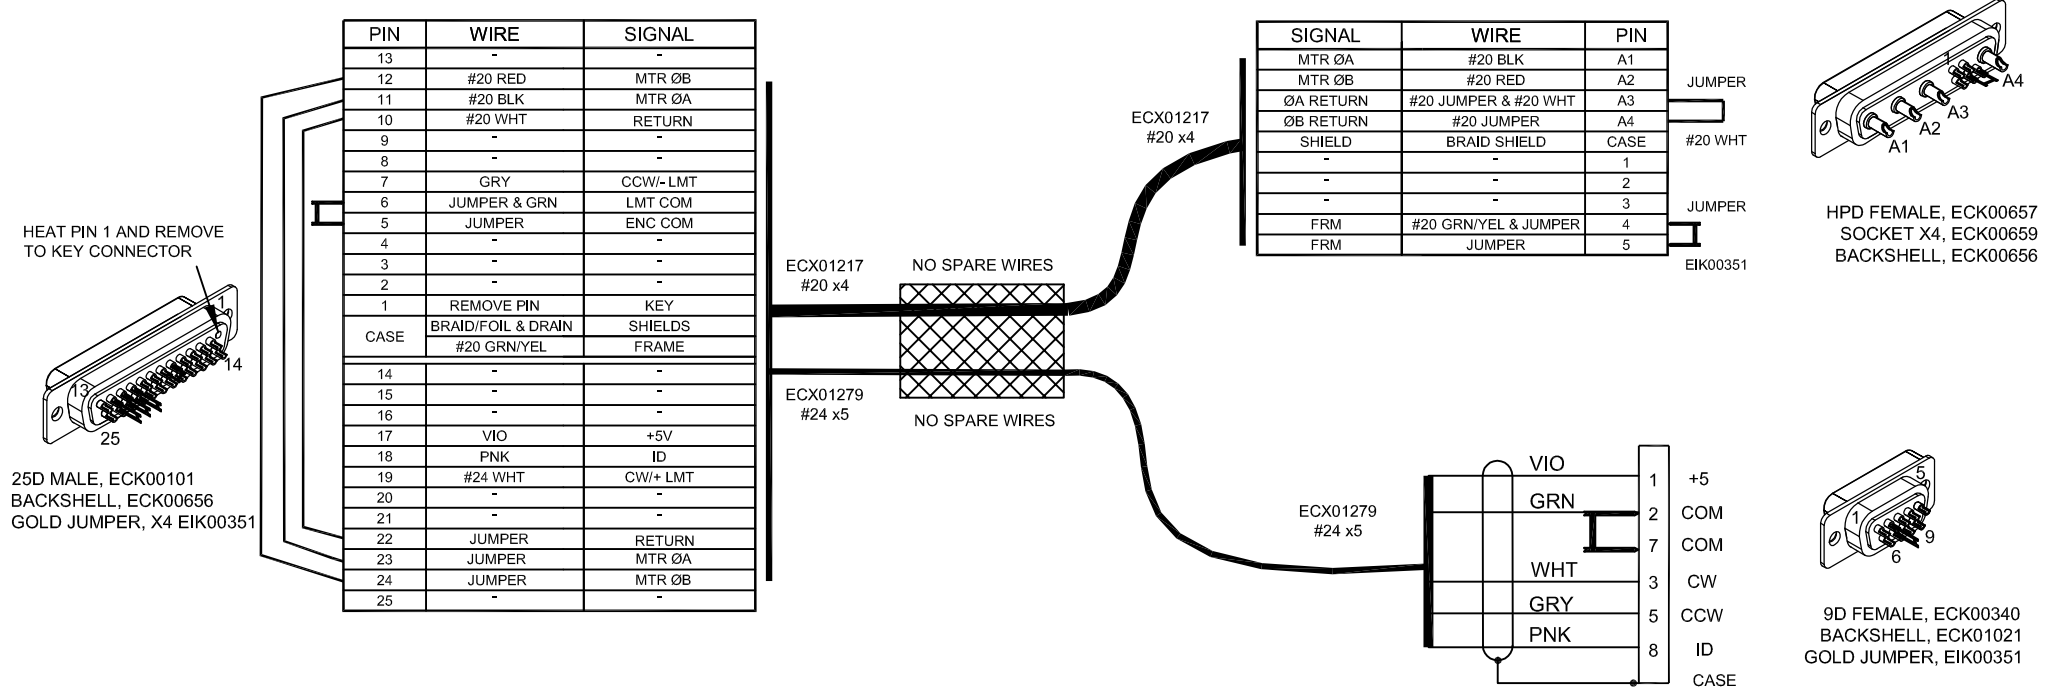 PIN WIRE SIGNAL
13 - -
12 #20 RED MTR ØB
11 #20 BLK MTR ØA
10 #20 WHT RETURN
9 - -
8 - -
7 GRY CCW/- LMT
6 JUMPER & GRN LMT COM
5 JUMPER ENC COM
4 - -
3 - -
2 - -
1 REMOVE PIN KEY
CASE BRAID/FOIL & DRAIN SHIELDS
#20 GRN/YEL FRAME
14 - -
15 - -
16 - -
17 VIO +5V
18 PNK ID
19 #24 WHT CW/+ LMT
20 - -
21 - -
22 JUMPER RETURN
23 JUMPER MTR ØA
24 JUMPER MTR ØB
25 - -
HEAT PIN 1 AND REMOVE
TO KEY CONNECTOR
1
14
13
25
25D MALE, ECK00101
BACKSHELL, ECK00656
GOLD JUMPER, X4 EIK00351
ECX01217
#20 x4
NO SPARE WIRES
ECX01279
#24 x5
NO SPARE WIRES
ECX01217
#20 x4
SIGNAL WIRE PIN
MTR ØA #20 BLK A1
MTR ØB #20 RED A2
ØA RETURN #20 JUMPER & #20 WHT A3
ØB RETURN #20 JUMPER A4
SHIELD BRAID SHIELD CASE
- - 1
- - 2
- - 3
FRM #20 GRN/YEL & JUMPER 4
FRM JUMPER 5
JUMPER
#20 WHT
JUMPER
EIK00351
1
A4
A3
A2
A1
HPD FEMALE, ECK00657
SOCKET X4, ECK00659
BACKSHELL, ECK00656
ECX01279
#24 x5
VIO 1 +5
GRN 2 COM
7 COM
WHT 3 CW
GRY 5 CCW
PNK 8 ID
CASE
5
1
9
6
9D FEMALE, ECK00340
BACKSHELL, ECK01021
GOLD JUMPER, EIK00351